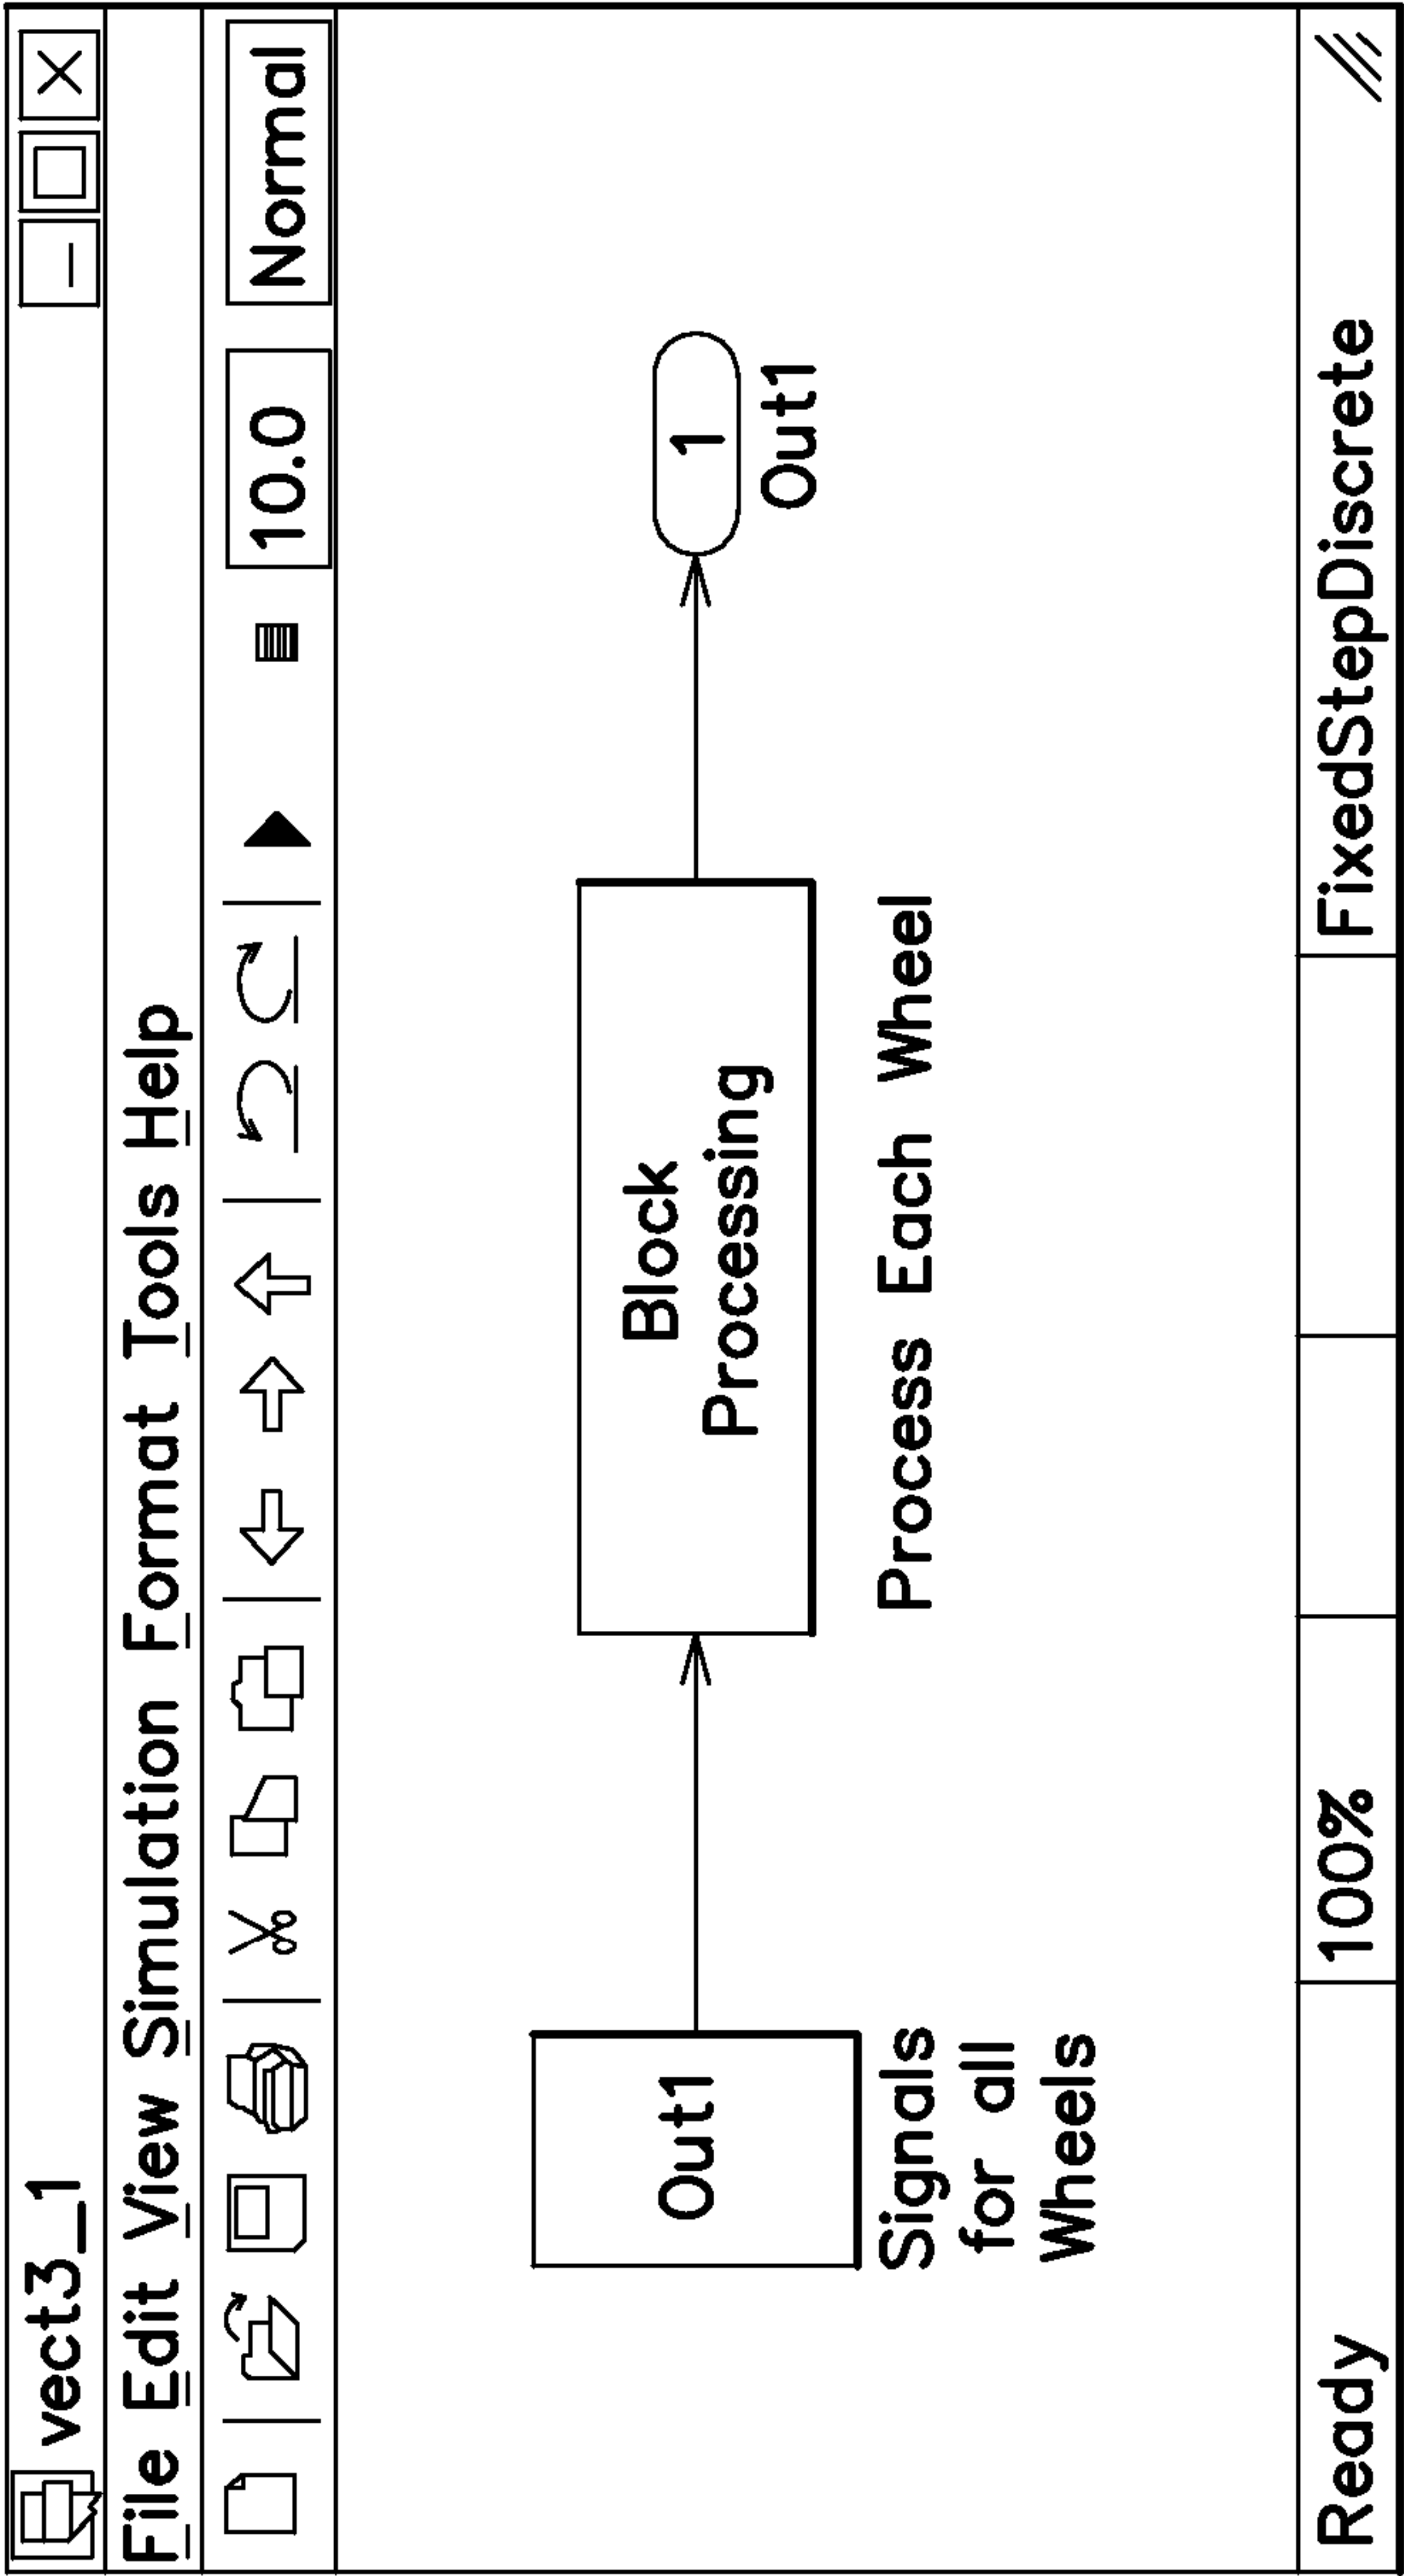 vect3_1
File Edit View Simulation Format Tools Help
10.0 Normal
Out1
Signals
for all
Wheels
Block
Processing
Process Each Wheel
1
Out1
Ready 100% FixedStepDiscrete